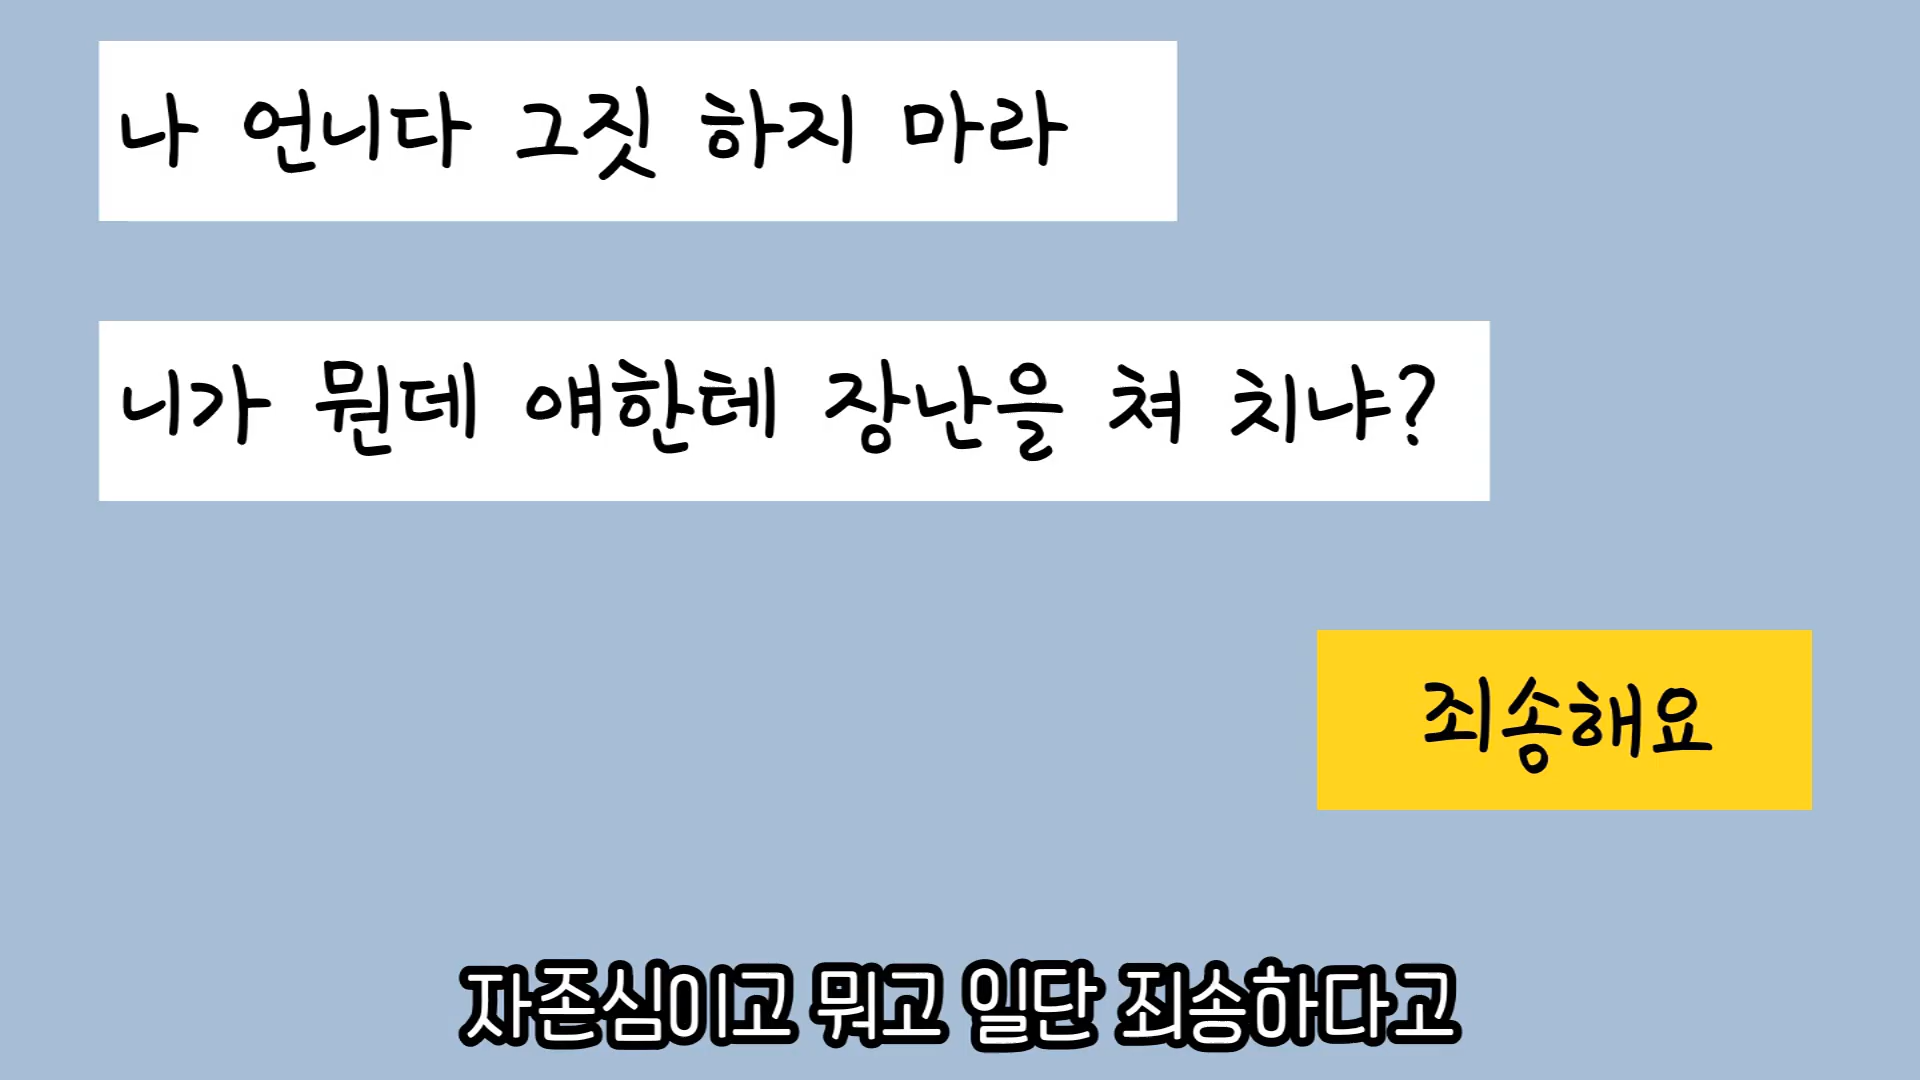 나 언니다 그짓 하지 마라
니가 뭔데 얘한테 장난을 쳐 치냐?
죄송해요
자존심이고 뭐고 일단 죄송하다고